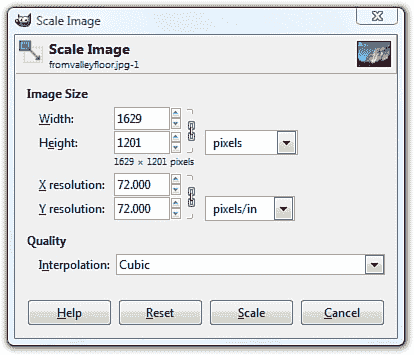 Scale Image
Scale Image
fromvalleyfloor.jpg-1
Image Size
Width: 1629
Height: 1201 pixels
1629 × 1201 pixels
X resolution: 72.000
Y resolution: 72.000 pixels/in
Quality
Interpolation: Cubic
Help Reset Scale Cancel